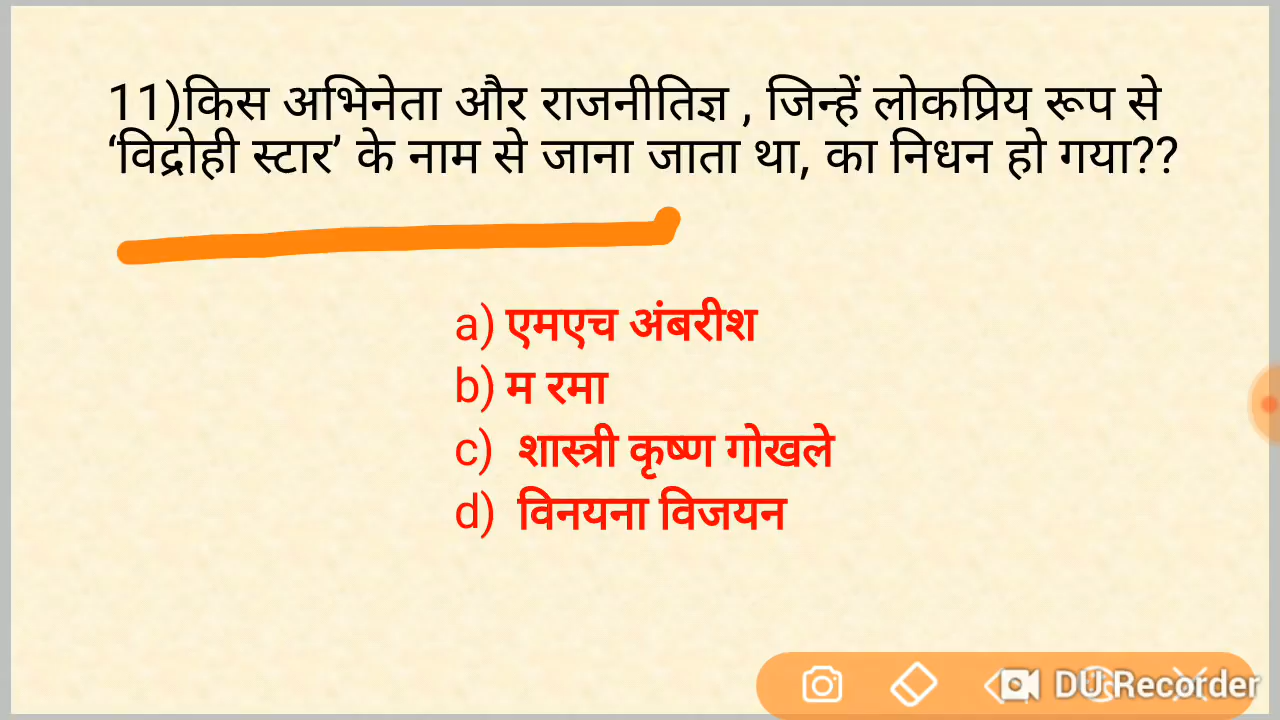 11)किस अभिनेता और राजनीतिज्ञ , जिन्हें लोकप्रिय रूप से
‘विद्रोही स्टार’ के नाम से जाना जाता था, का निधन हो गया??
a) एमएच अंबरीश
b) म रमा
c) शास्त्री कृष्ण गोखले
d) विनयना विजयन
DU Recorder